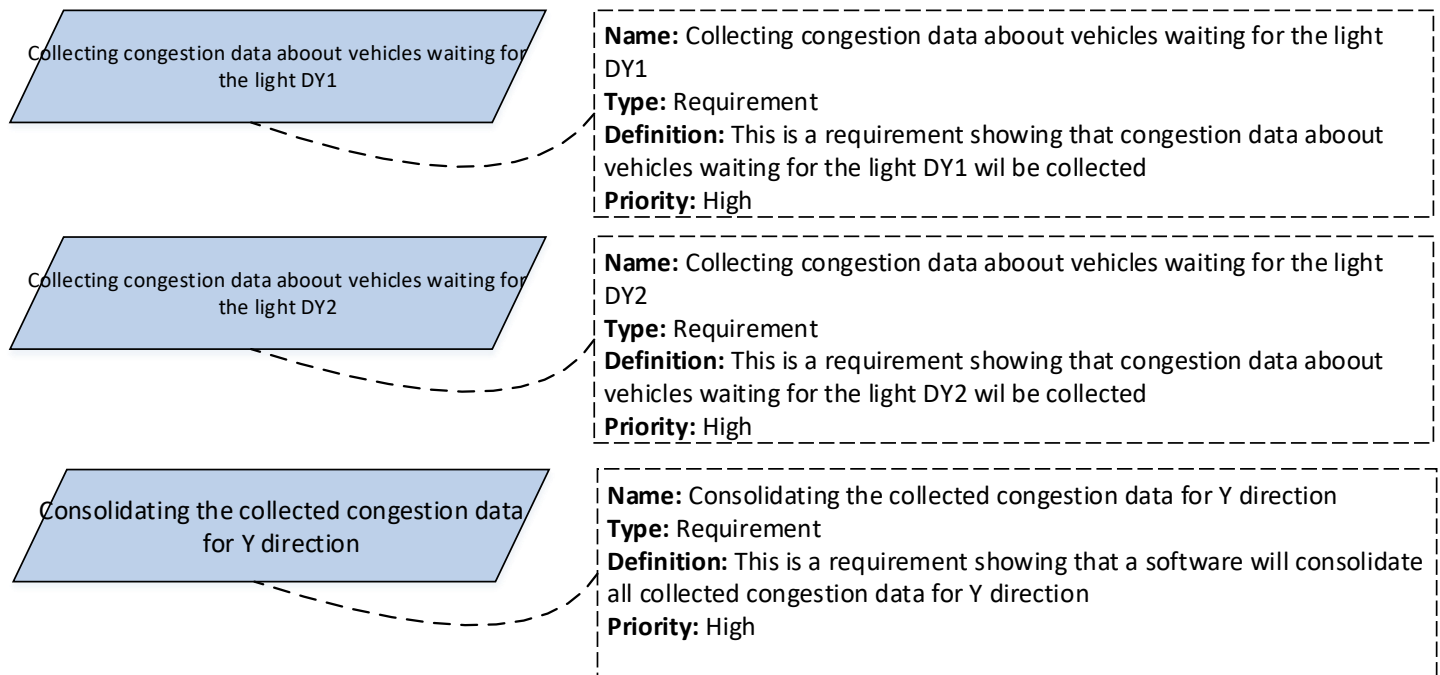 Collecting congestion data aboout vehicles waiting for
the light DY1
Name: Collecting congestion data aboout vehicles waiting for the light
DY1
Type: Requirement
Definition: This is a requirement showing that congestion data aboout
vehicles waiting for the light DY1 wil be collected
Priority: High
Collecting congestion data aboout vehicles waiting for
the light DY2
Name: Collecting congestion data aboout vehicles waiting for the light
DY2
Type: Requirement
Definition: This is a requirement showing that congestion data aboout
vehicles waiting for the light DY2 wil be collected
Priority: High
Consolidating the collected congestion data
for Y direction
Name: Consolidating the collected congestion data for Y direction
Type: Requirement
Definition: This is a requirement showing that a software will consolidate
all collected congestion data for Y direction
Priority: High